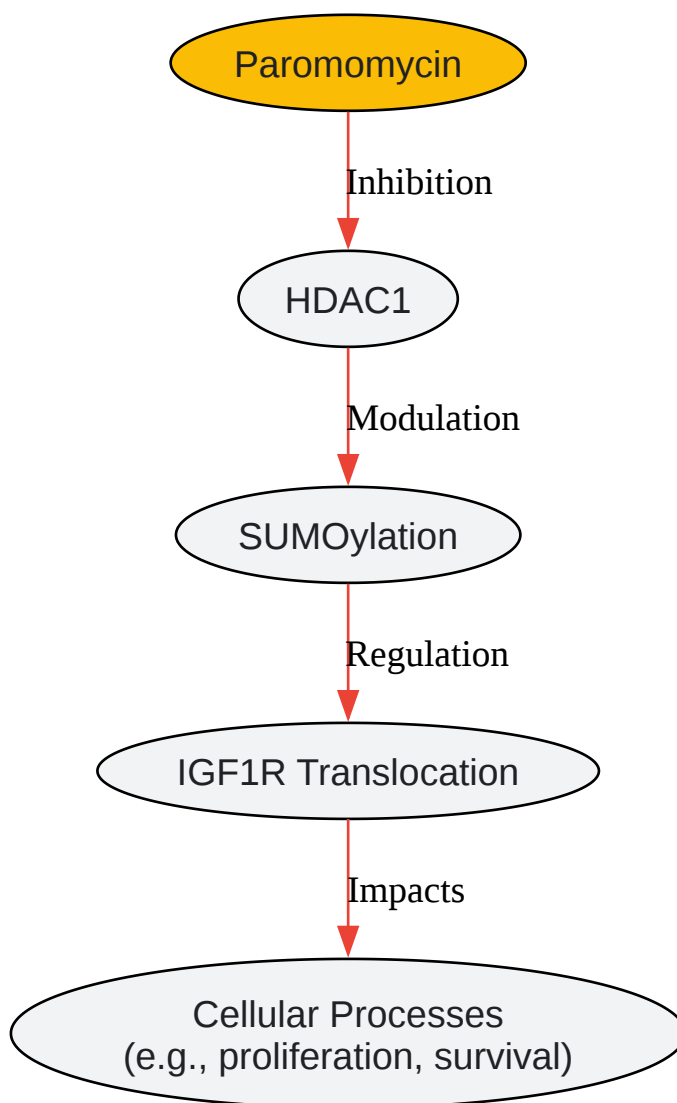 Paromomycin
Inhibition
HDAC1
Modulation
SUMOylation
Regulation
IGF1R Translocation
Impacts
Cellular Processes
(e.g., proliferation, survival)